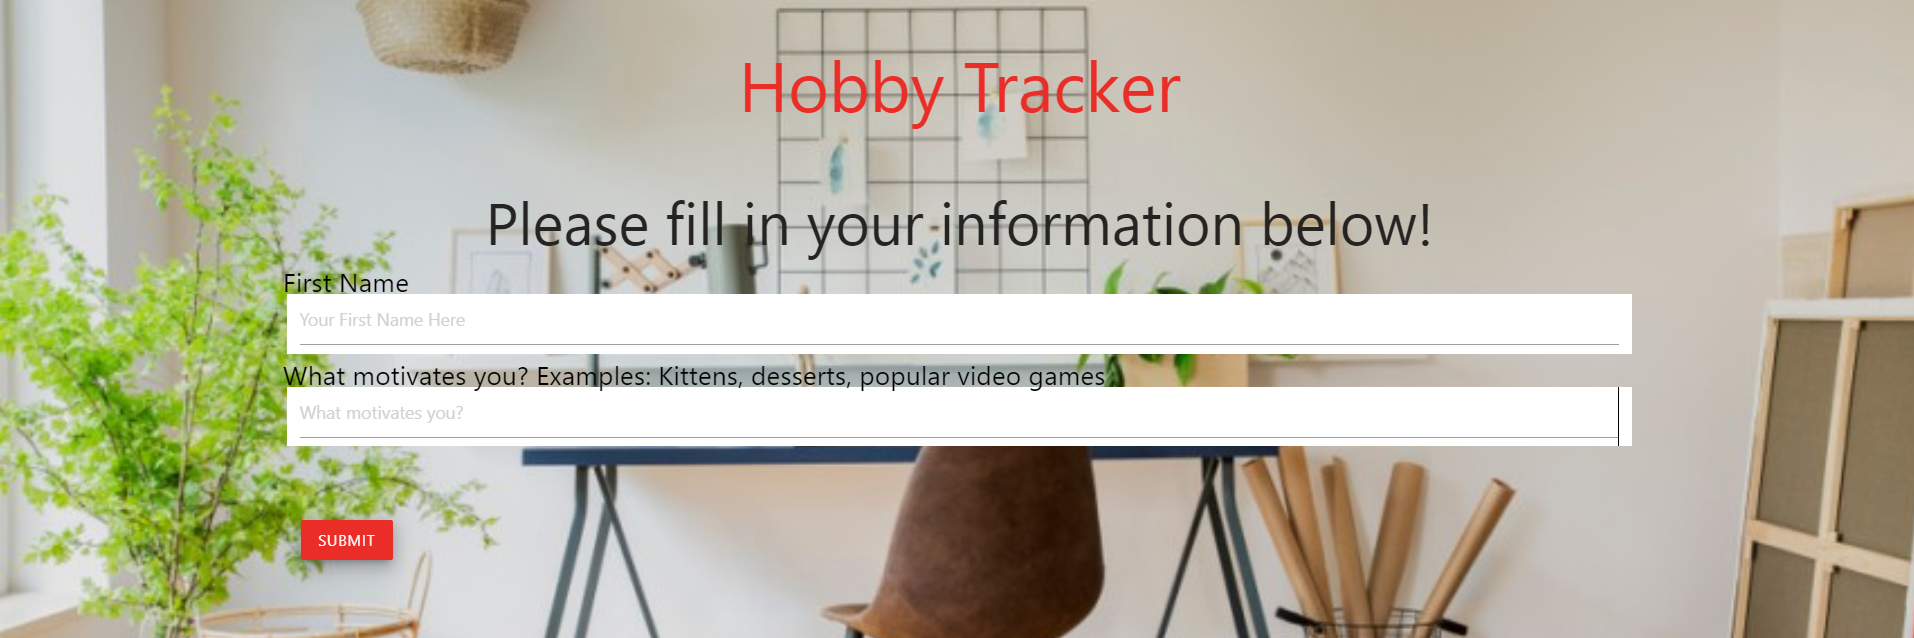 Hobby Tracker
Please fill in your information below!
First Name
Your First Name Here
What motivates you? Examples: Kittens, desserts, popular video games
What motivates you?
SUBMIT